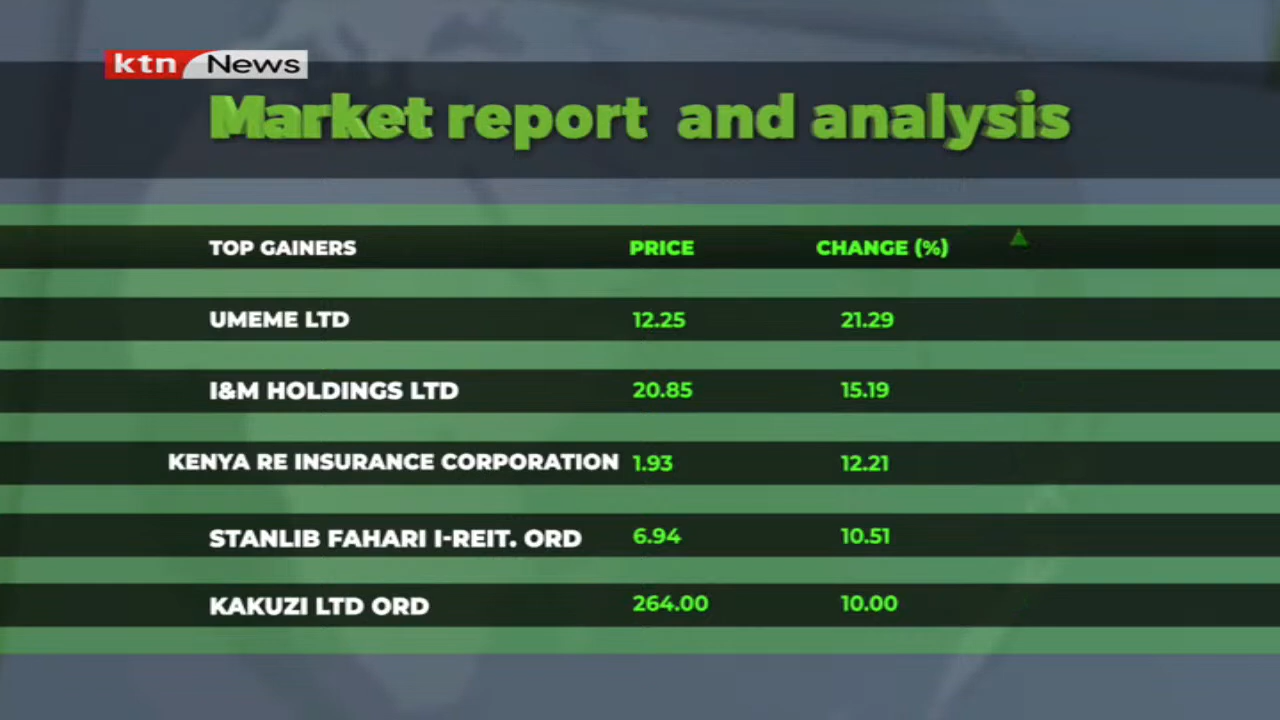 ktn News
Market report and analysis
TOP GAINERS PRICE CHANGE (%)
UMEME LTD 12.25 21.29
I&M HOLDINGS LTD 20.85 15.19
KENYA RE INSURANCE CORPORATION 1.93 12.21
STANLIB FAHARI I-REIT. ORD 6.94 10.51
KAKUZI LTD ORD 264.00 10.00